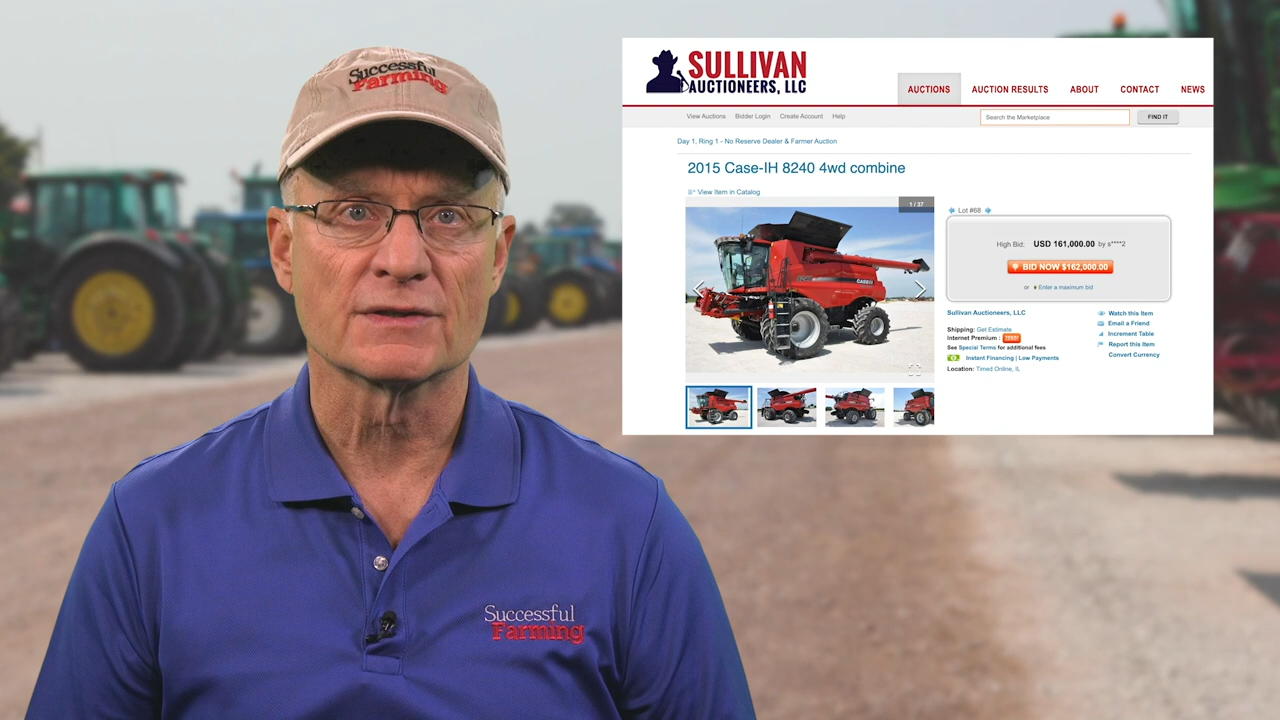 Successful
Farming
Successful
Farming
SULLIVAN
AUCTIONEERS, LLC
AUCTIONS
AUCTION RESULTS
ABOUT
CONTACT
NEWS
View Auctions
Bidder Login
Create Account
Help
Search the Marketplace
FIND IT
Day 1, Ring 1 - No Reserve Dealer & Farmer Auction
2015 Case-IH 8240 4wd combine
View Item in Catalog
1 / 37
CASE IH
Lot #68
High Bid: USD 161,000.00 by s****2
BID NOW $162,000.00
or Enter a maximum bid
Sullivan Auctioneers, LLC
Shipping: Get Estimate
Internet Premium :
See Special Terms for additional fees
Instant Financing | Low Payments
Location: Timed Online, IL
Watch this Item
Email a Friend
Increment Table
Report this Item
Convert Currency